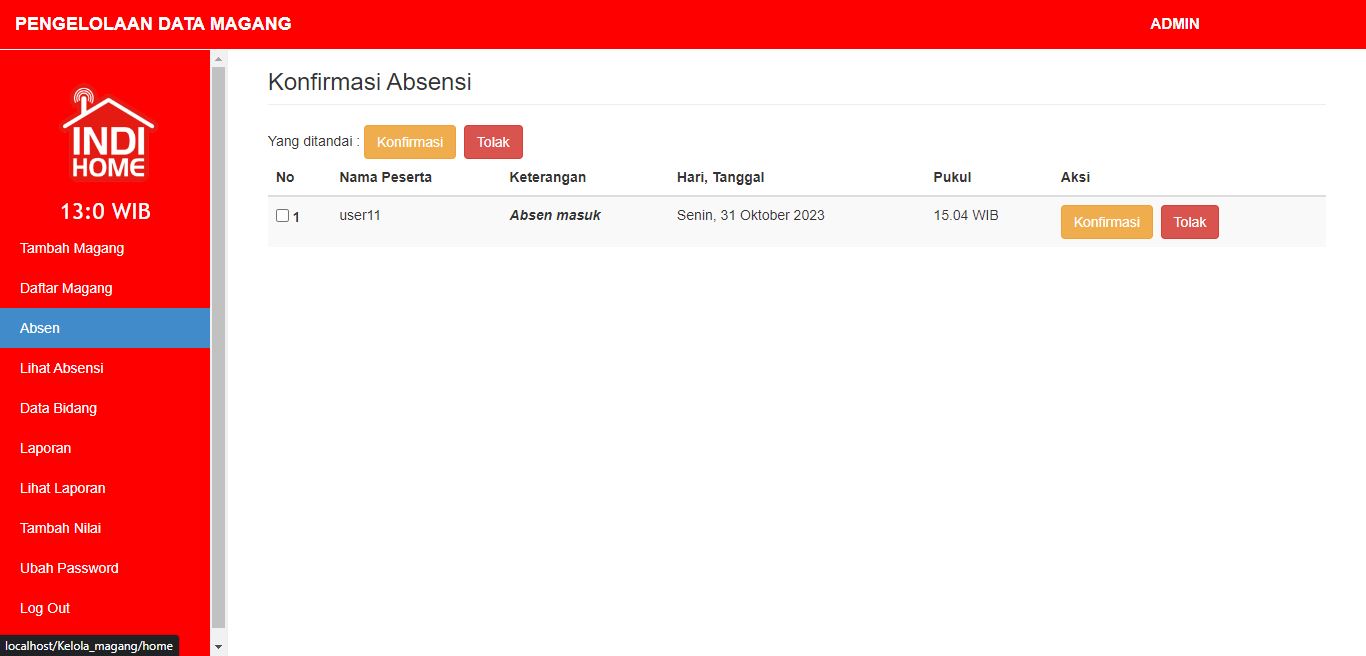 PENGELOLAAN DATA MAGANG
ADMIN
INDI
HOME
13:0 WIB
Tambah Magang
Daftar Magang
Absen
Lihat Absensi
Data Bidang
Laporan
Lihat Laporan
Tambah Nilai
Ubah Password
Log Out
localhost/Kelola_magang/home
Konfirmasi Absensi
Yang ditandai : Konfirmasi Tolak
No Nama Peserta Keterangan Hari, Tanggal Pukul Aksi
1 user11 Absen masuk Senin, 31 Oktober 2023 15.04 WIB Konfirmasi Tolak